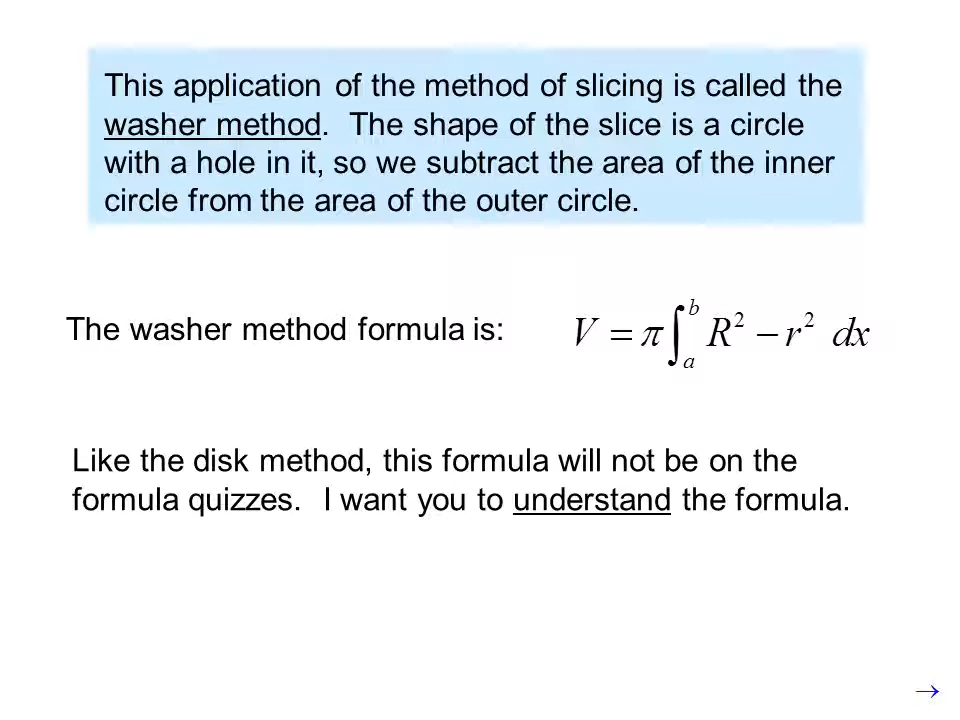 This application of the method of slicing is called the
washer method.  The shape of the slice is a circle
with a hole in it, so we subtract the area of the inner
circle from the area of the outer circle.
The washer method formula is: V = π∫_a^b R² − r² dx
Like the disk method, this formula will not be on the
formula quizzes.  I want you to understand the formula.
→